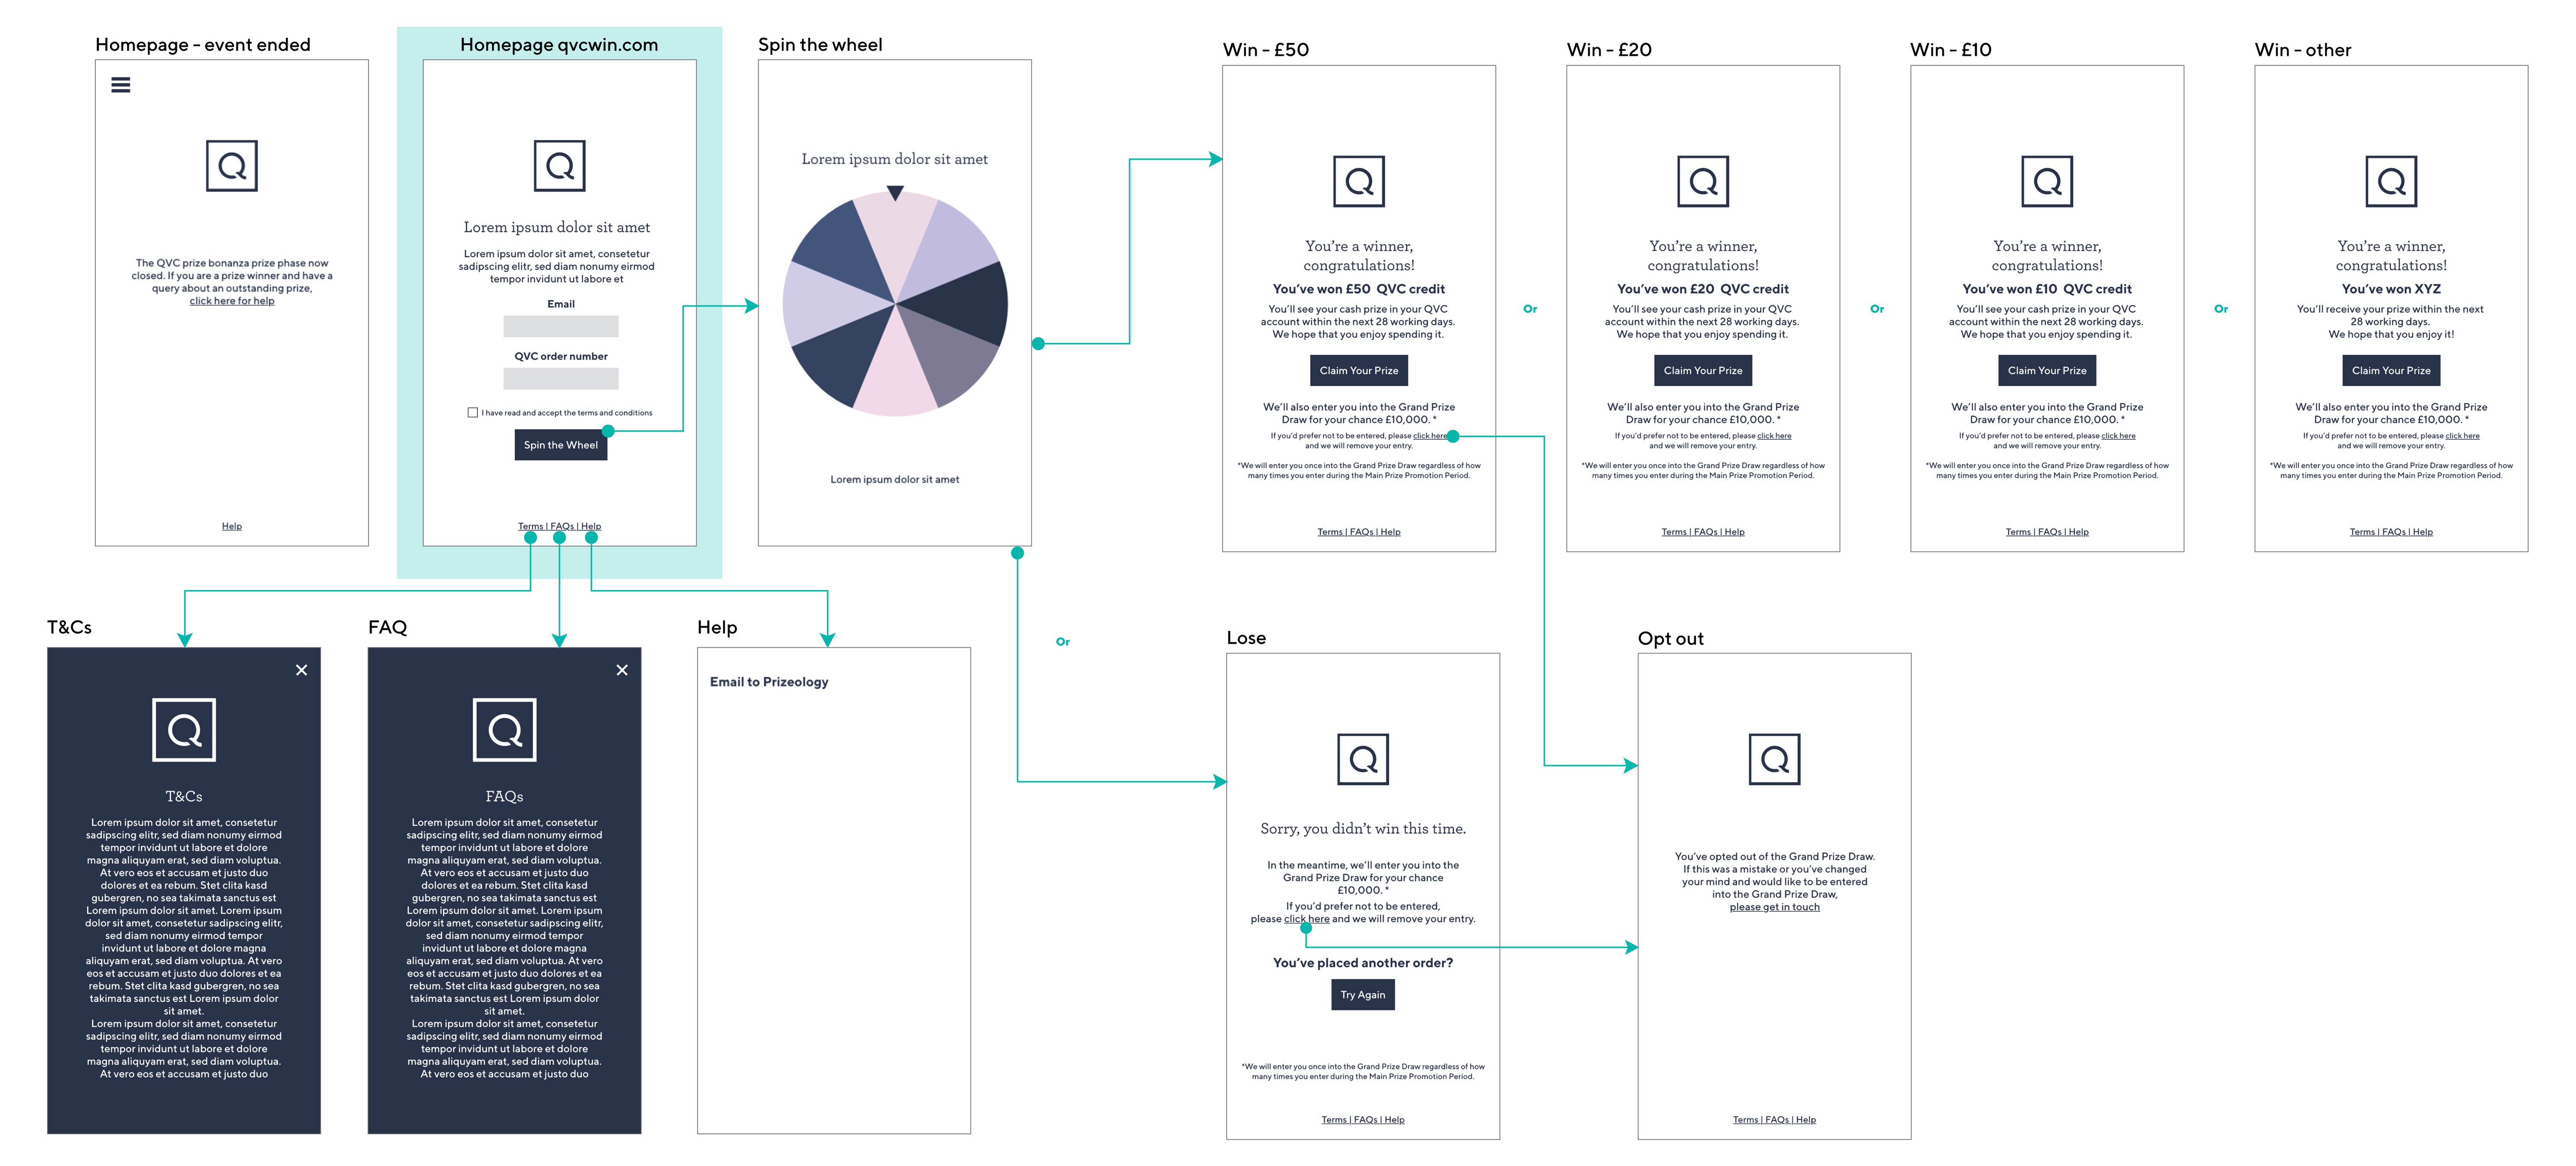 Homepage - event ended
The QVC prize bonanza prize phase now
closed. If you are a prize winner and have a
query about an outstanding prize,
click here for help
Help
Homepage qvcwin.com
Q
Lorem ipsum dolor sit amet
Lorem ipsum dolor sit amet, consetetur
sadipscing elitr, sed diam nonumy eirmod
tempor invidunt ut labore et
Email
QVC order number
I have read and accept the terms and conditions
Spin the Wheel
Terms | FAQs | Help
Spin the wheel
Lorem ipsum dolor sit amet
Lorem ipsum dolor sit amet
Win - £50
Q
You're a winner,
congratulations!
You've won £50 QVC credit
You'll see your cash prize in your QVC
account within the next 28 working days.
We hope that you enjoy spending it.
Claim Your Prize
We'll also enter you into the Grand Prize
Draw for your chance £10,000. *
If you'd prefer not to be entered, please click here
and we will remove your entry.
*We will enter you once into the Grand Prize Draw regardless of how
many times you enter during the Main Prize Promotion Period.
Terms | FAQs | Help
Or
Win - £20
Q
You're a winner,
congratulations!
You've won £20 QVC credit
You'll see your cash prize in your QVC
account within the next 28 working days.
We hope that you enjoy spending it.
Claim Your Prize
We'll also enter you into the Grand Prize
Draw for your chance £10,000. *
If you'd prefer not to be entered, please click here
and we will remove your entry.
*We will enter you once into the Grand Prize Draw regardless of how
many times you enter during the Main Prize Promotion Period.
Terms | FAQs | Help
Or
Win - £10
Q
You're a winner,
congratulations!
You've won £10 QVC credit
You'll see your cash prize in your QVC
account within the next 28 working days.
We hope that you enjoy spending it.
Claim Your Prize
We'll also enter you into the Grand Prize
Draw for your chance £10,000. *
If you'd prefer not to be entered, please click here
and we will remove your entry.
*We will enter you once into the Grand Prize Draw regardless of how
many times you enter during the Main Prize Promotion Period.
Terms | FAQs | Help
Or
Win - other
Q
You're a winner,
congratulations!
You've won XYZ
You'll receive your prize within the next
28 working days.
We hope that you enjoy it!
Claim Your Prize
We'll also enter you into the Grand Prize
Draw for your chance £10,000. *
If you'd prefer not to be entered, please click here
and we will remove your entry.
*We will enter you once into the Grand Prize Draw regardless of how
many times you enter during the Main Prize Promotion Period.
Terms | FAQs | Help
T&Cs
Q
T&Cs
Lorem ipsum dolor sit amet, consetetur
sadipscing elitr, sed diam nonumy eirmod
tempor invidunt ut labore et dolore
magna aliquyam erat, sed diam voluptua.
At vero eos et accusam et justo duo
dolores et ea rebum. Stet clita kasd
gubergren, no sea takimata sanctus est
Lorem ipsum dolor sit amet. Lorem ipsum
dolor sit amet, consetetur sadipscing elitr,
sed diam nonumy eirmod tempor
invidunt ut labore et dolore magna
aliquyam erat, sed diam voluptua. At vero
eos et accusam et justo duo dolores et ea
rebum. Stet clita kasd gubergren, no sea
takimata sanctus est Lorem ipsum dolor
sit amet.
Lorem ipsum dolor sit amet, consetetur
sadipscing elitr, sed diam nonumy eirmod
tempor invidunt ut labore et dolore
magna aliquyam erat, sed diam voluptua.
At vero eos et accusam et justo duo
FAQ
Q
FAQs
Lorem ipsum dolor sit amet, consetetur
sadipscing elitr, sed diam nonumy eirmod
tempor invidunt ut labore et dolore
magna aliquyam erat, sed diam voluptua.
At vero eos et accusam et justo duo
dolores et ea rebum. Stet clita kasd
gubergren, no sea takimata sanctus est
Lorem ipsum dolor sit amet. Lorem ipsum
dolor sit amet, consetetur sadipscing elitr,
sed diam nonumy eirmod tempor
invidunt ut labore et dolore magna
aliquyam erat, sed diam voluptua. At vero
eos et accusam et justo duo dolores et ea
rebum. Stet clita kasd gubergren, no sea
takimata sanctus est Lorem ipsum dolor
sit amet.
Lorem ipsum dolor sit amet, consetetur
sadipscing elitr, sed diam nonumy eirmod
tempor invidunt ut labore et dolore
magna aliquyam erat, sed diam voluptua.
At vero eos et accusam et justo duo
Help
Email to Prizeology
Or
Lose
Q
Sorry, you didn't win this time.
In the meantime, we'll enter you into the
Grand Prize Draw for your chance
£10,000. *
If you'd prefer not to be entered,
please click here and we will remove your entry.
You've placed another order?
Try Again
*We will enter you once into the Grand Prize Draw regardless of how
many times you enter during the Main Prize Promotion Period.
Terms | FAQs | Help
Opt out
Q
You've opted out of the Grand Prize Draw.
If this was a mistake or you've changed
your mind and would like to be entered
into the Grand Prize Draw,
please get in touch
Terms | FAQs | Help